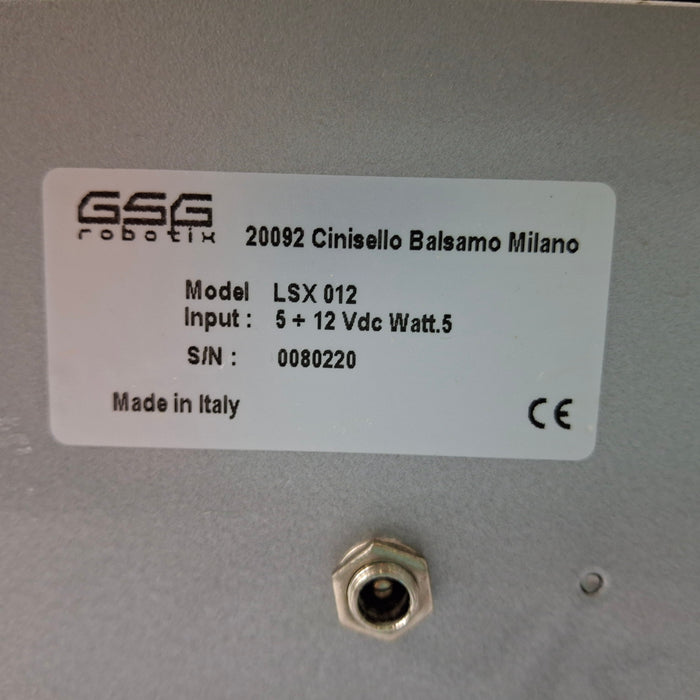 GSG
robotix 20092 Cinisello Balsamo Milano
Model LSX 012
Input : 5 + 12 Vdc Watt.5
S/N : 0080220
Made in Italy CE